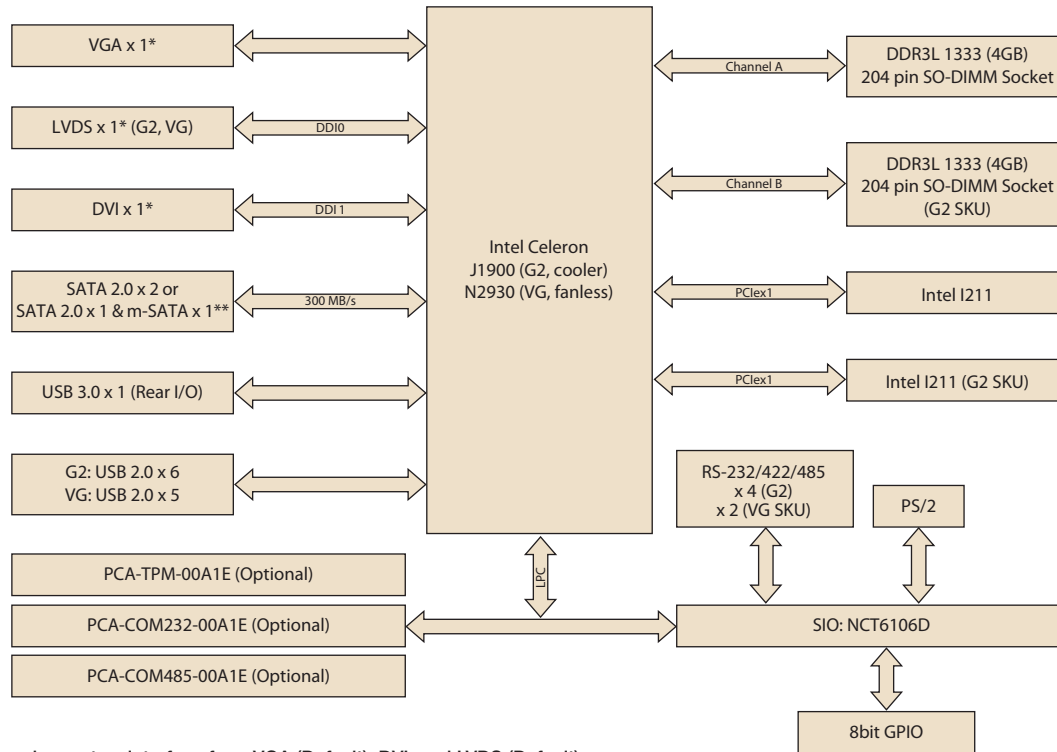 VGA x 1*
LVDS x 1* (G2, VG)
DDI0
DVI x 1*
DDI 1
SATA 2.0 x 2 or
SATA 2.0 x 1 & m-SATA x 1**
300 MB/s
USB 3.0 x 1 (Rear I/O)
G2: USB 2.0 x 6
VG: USB 2.0 x 5
Intel Celeron
J1900 (G2, cooler)
N2930 (VG, fanless)
Channel A
DDR3L 1333 (4GB)
204 pin SO-DIMM Socket
Channel B
DDR3L 1333 (4GB)
204 pin SO-DIMM Socket
(G2 SKU)
PCIex1
Intel I211
PCIex1
Intel I211 (G2 SKU)
RS-232/422/485
x 4 (G2)
x 2 (VG SKU)
PS/2
LPC
PCA-TPM-00A1E (Optional)
PCA-COM232-00A1E (Optional)
PCA-COM485-00A1E (Optional)
SIO: NCT6106D
8bit GPIO